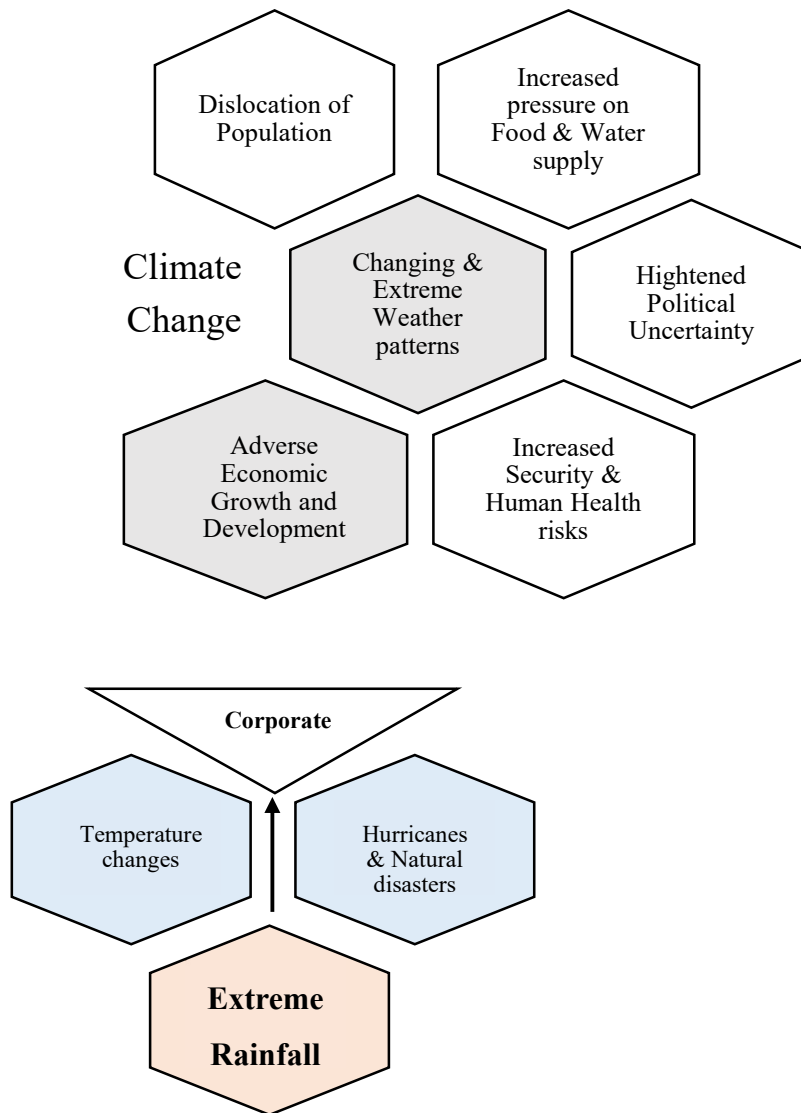 Dislocation of
Population
Increased
pressure on
Food & Water
supply
Climate
Change
Changing &
Extreme
Weather
patterns
Hightened
Political
Uncertainty
Adverse
Economic
Growth and
Development
Increased
Security &
Human Health
risks
Corporate
Temperature
changes
Hurricanes
& Natural
disasters
Extreme
Rainfall